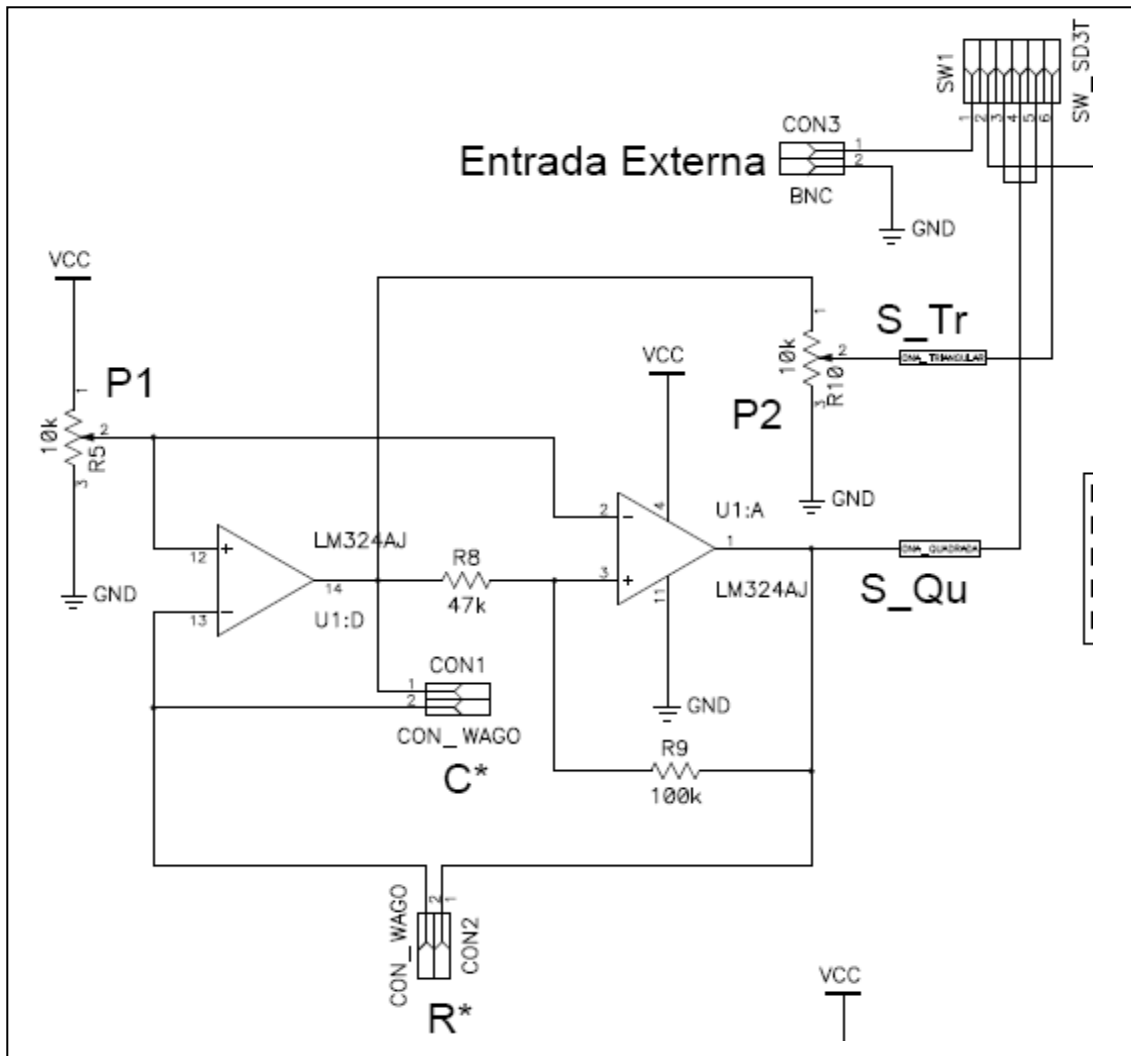 SW1
SW_SD3T
1
2
3
4
5
6
CON3
1
2
Entrada Externa
BNC
GND
VCC
1
S_Tr
P1
VCC
10k
2
ONA_TRIANGULAR
R10
10k
2
R5
3
P2
3
GND
4
2
U1:A
12
LM324AJ
R8
1
ONA_QUADRADA
GND
14
3
47k
11
LM324AJ
S_Qu
13
U1:D
CON1
1
2
GND
CON_WAGO
R9
C*
100k
CON_WAGO
2
1
CON2
VCC
R*